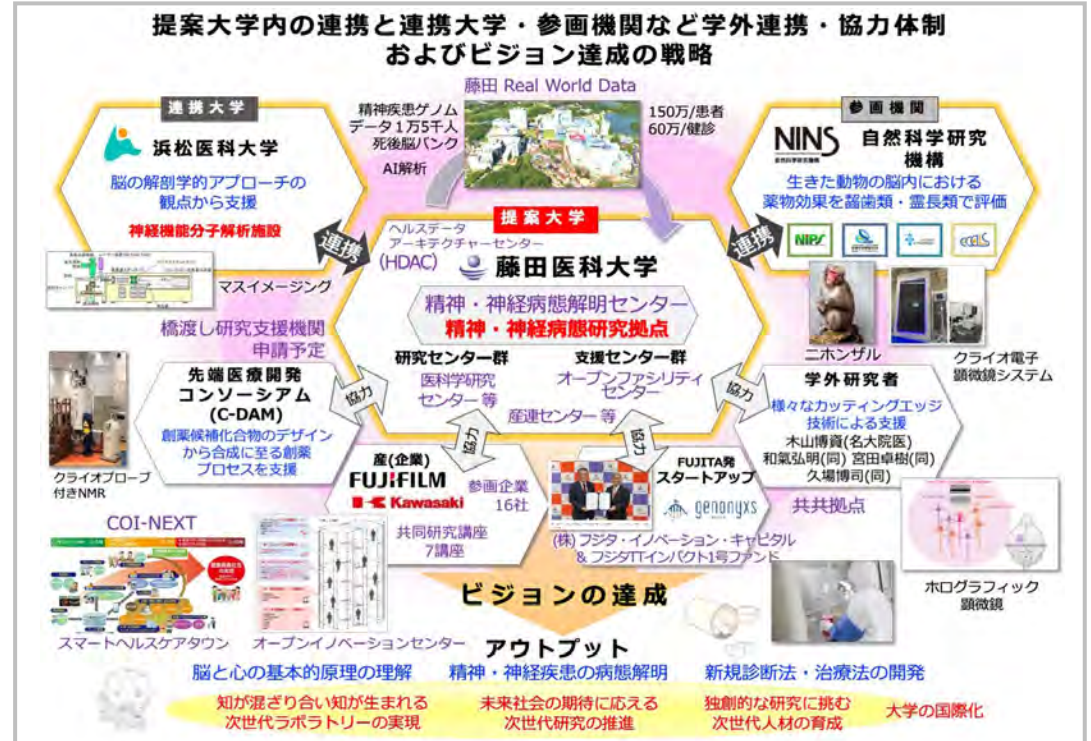 提案大学内の連携と連携大学・参画機関など学外連携・協力体制
およびビジョン達成の戦略
藤田 Real World Data
精神疾患ゲノム
データ1万5千人
死後脳バンク
AI解析
150万/患者
60万/健診
連携大学
浜松医科大学
脳の解剖学的アプローチの
観点から支援
神経機能分子解析施設
マスイメージング
連携
参画機関
NINS
自然科学研究機構
自然科学研究
機構
生きた動物の脳内における
薬物効果を齧歯類・霊長類で評価
NIPS
連携
ニホンザル
クライオ電子
顕微鏡システム
提案大学
ヘルスデータ
アーキテクチャーセンター
(HDAC)
藤田医科大学
精神・神経病態解明センター
精神・神経病態研究拠点
研究センター群
医科学研究
センター 等
支援センター群
オープンファシリティ
センター
産連センター 等
橋渡し研究支援機関
申請予定
先端医療開発
コンソーシアム
(C-DAM)
創薬候補化合物のデザイン
から合成に至る創薬
プロセスを支援
協力
クライオプローブ
付きNMR
協力
産(企業)
FUJIFILM
Kawasaki
参画企業
16社
共同研究講座
7講座
協力
FUJITA発
スタートアップ
genonyxs
(株) フジタ・イノベーション・キャピタル
& フジタTTインパクト1号ファンド
協力
学外研究者
様々なカッティングエッジ
技術による支援
木山博資(名大院医)
和氣弘明(同) 宮田卓樹(同)
久場博司(同)
共共拠点
ホログラフィック
顕微鏡
COI-NEXT
スマートヘルスケアタウン
オープンイノベーションセンター
ビジョンの達成
アウトプット
脳と心の基本的原理の理解
精神・神経疾患の病態解明
新規診断法・治療法の開発
知が混ざり合い知が生まれる
次世代ラボラトリーの実現
未来社会の期待に応える
次世代研究の推進
独創的な研究に挑む
次世代人材の育成
大学の国際化